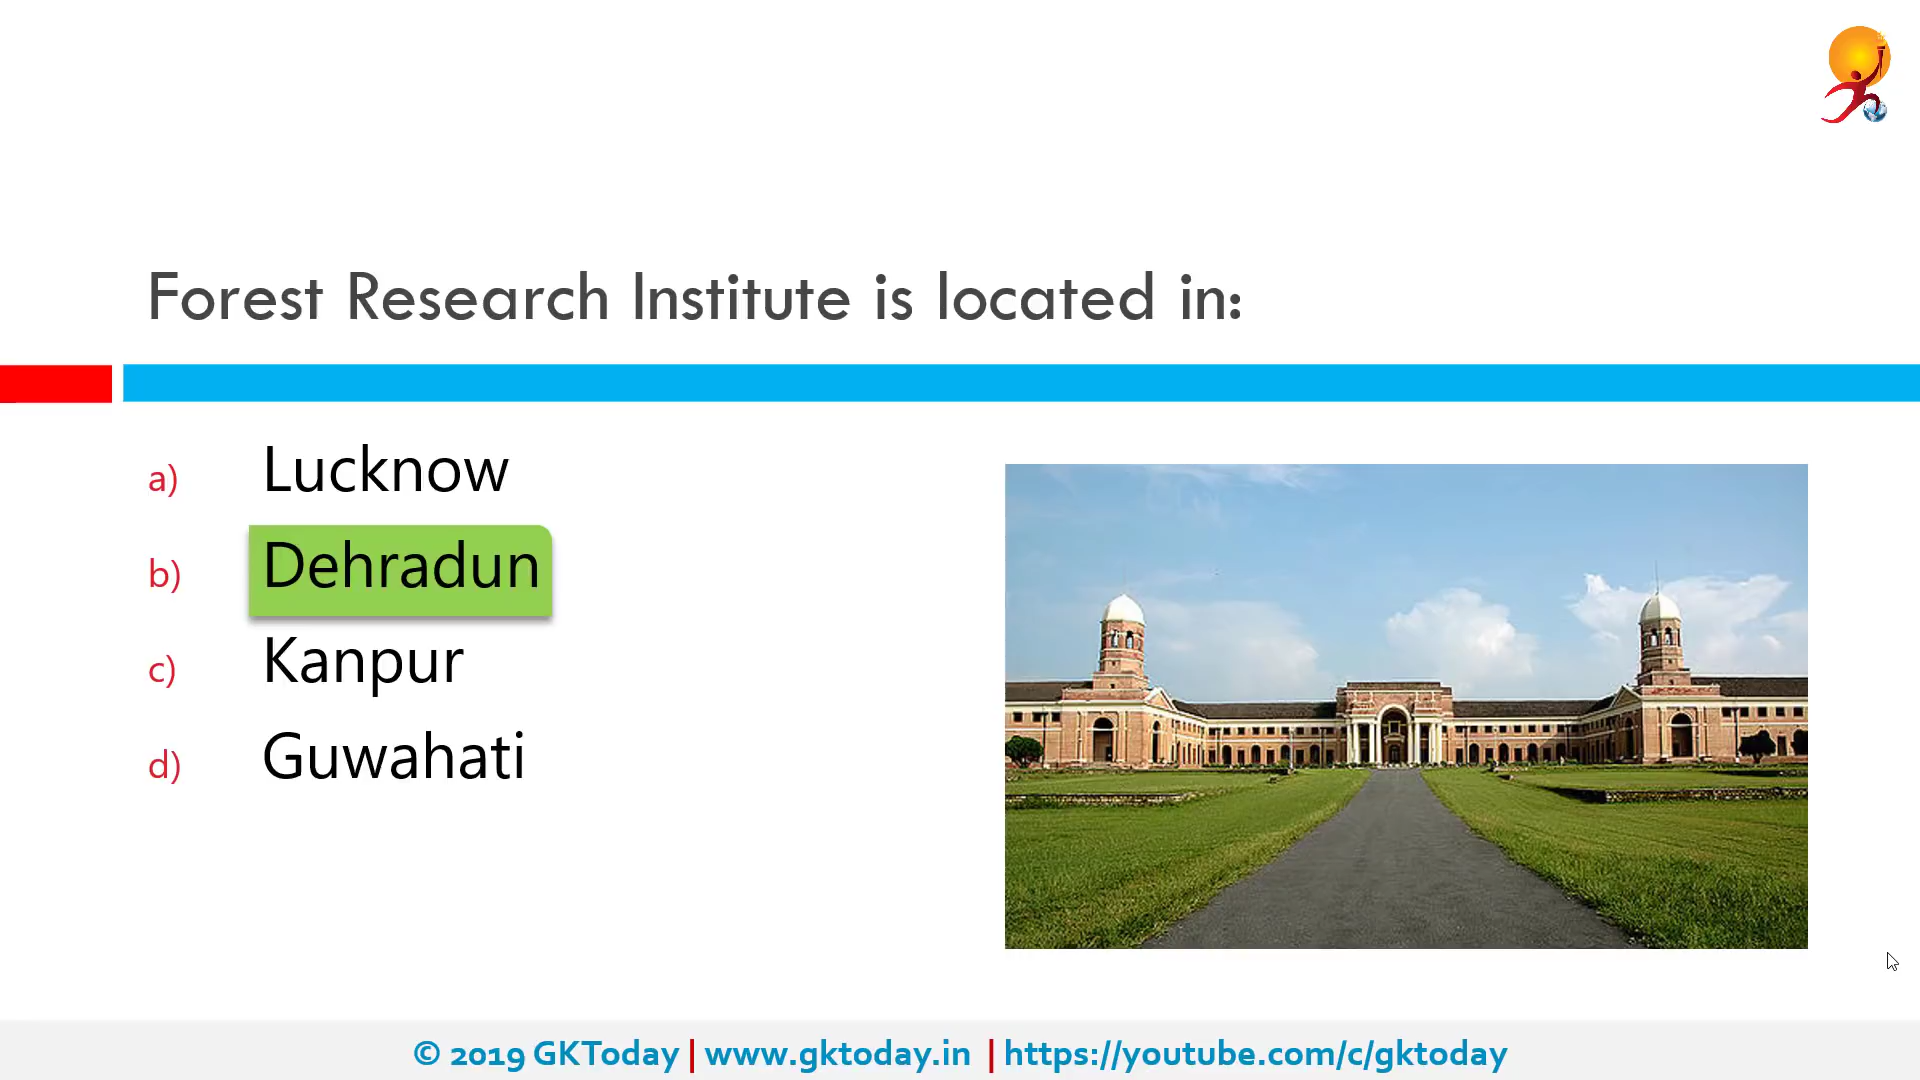 Forest Research Institute is located in:
a) Lucknow
b) Dehradun
c) Kanpur
d) Guwahati
© 2019 GKToday | www.gktoday.in | https://youtube.com/c/gktoday